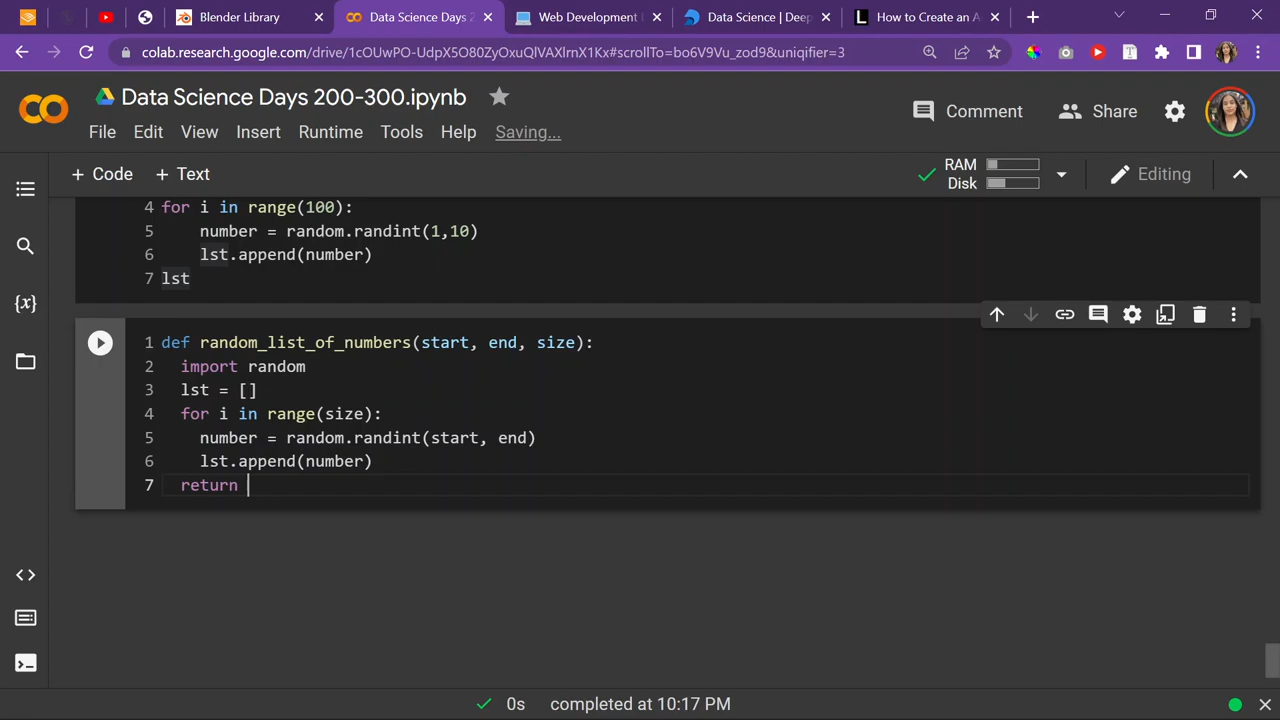 Blender Library
Data Science Days 2
Web Development
Data Science | Deep
How to Create an A
colab.research.google.com/drive/1cOUwPO-UdpX5O80ZyOxuQlVAXlrnX1Kx#scrollTo=bo6V9Vu_zod9&uniqifier=3
Data Science Days 200-300.ipynb
Comment
Share
File Edit View Insert Runtime Tools Help Saving...
+ Code + Text
RAM
Disk
Editing
4 for i in range(100):
5 number = random.randint(1,10)
6 lst.append(number)
7 lst
1 def random_list_of_numbers(start, end, size):
2 import random
3 lst = []
4 for i in range(size):
5 number = random.randint(start, end)
6 lst.append(number)
7 return
0s completed at 10:17 PM